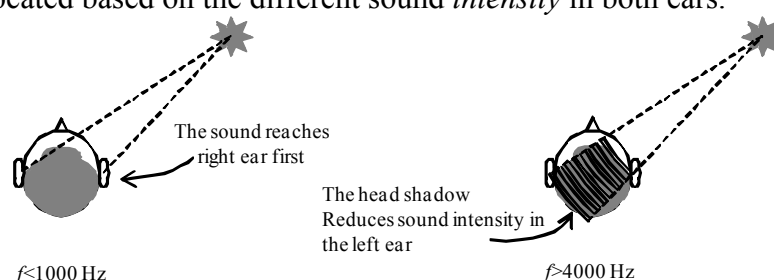 ocated based on the different sound intensity in both ears.
The sound reaches
right ear first
The head shadow
Reduces sound intensity in
the left ear
f<1000 Hz
f>4000 Hz